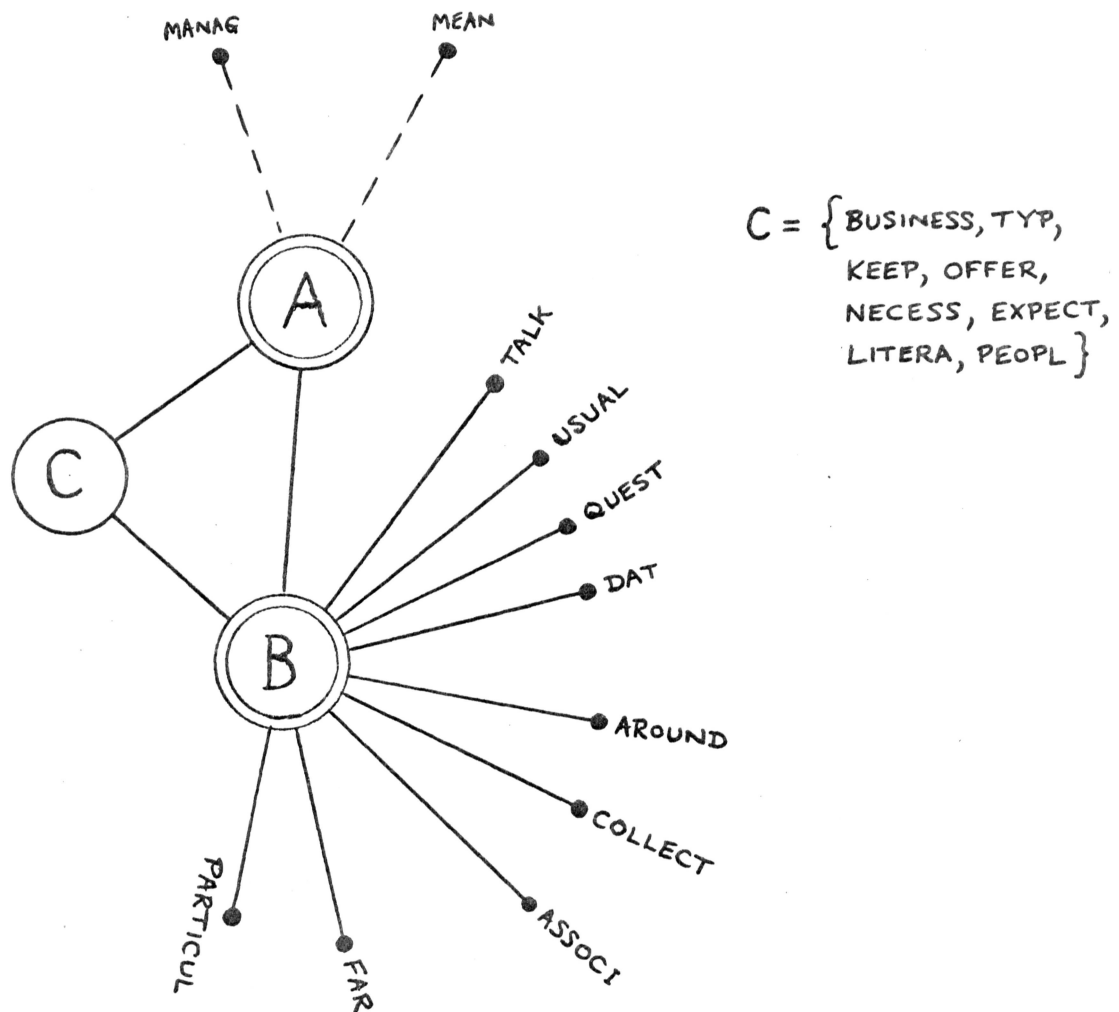 MANAG
MEAN
A
C = {BUSINESS, TYP,
KEEP, OFFER,
NECESS, EXPECT,
LITERA, PEOPL}
TALK
USUAL
C
QUEST
DAT
B
AROUND
COLLECT
PARTICUL
ASSOCI
FAR